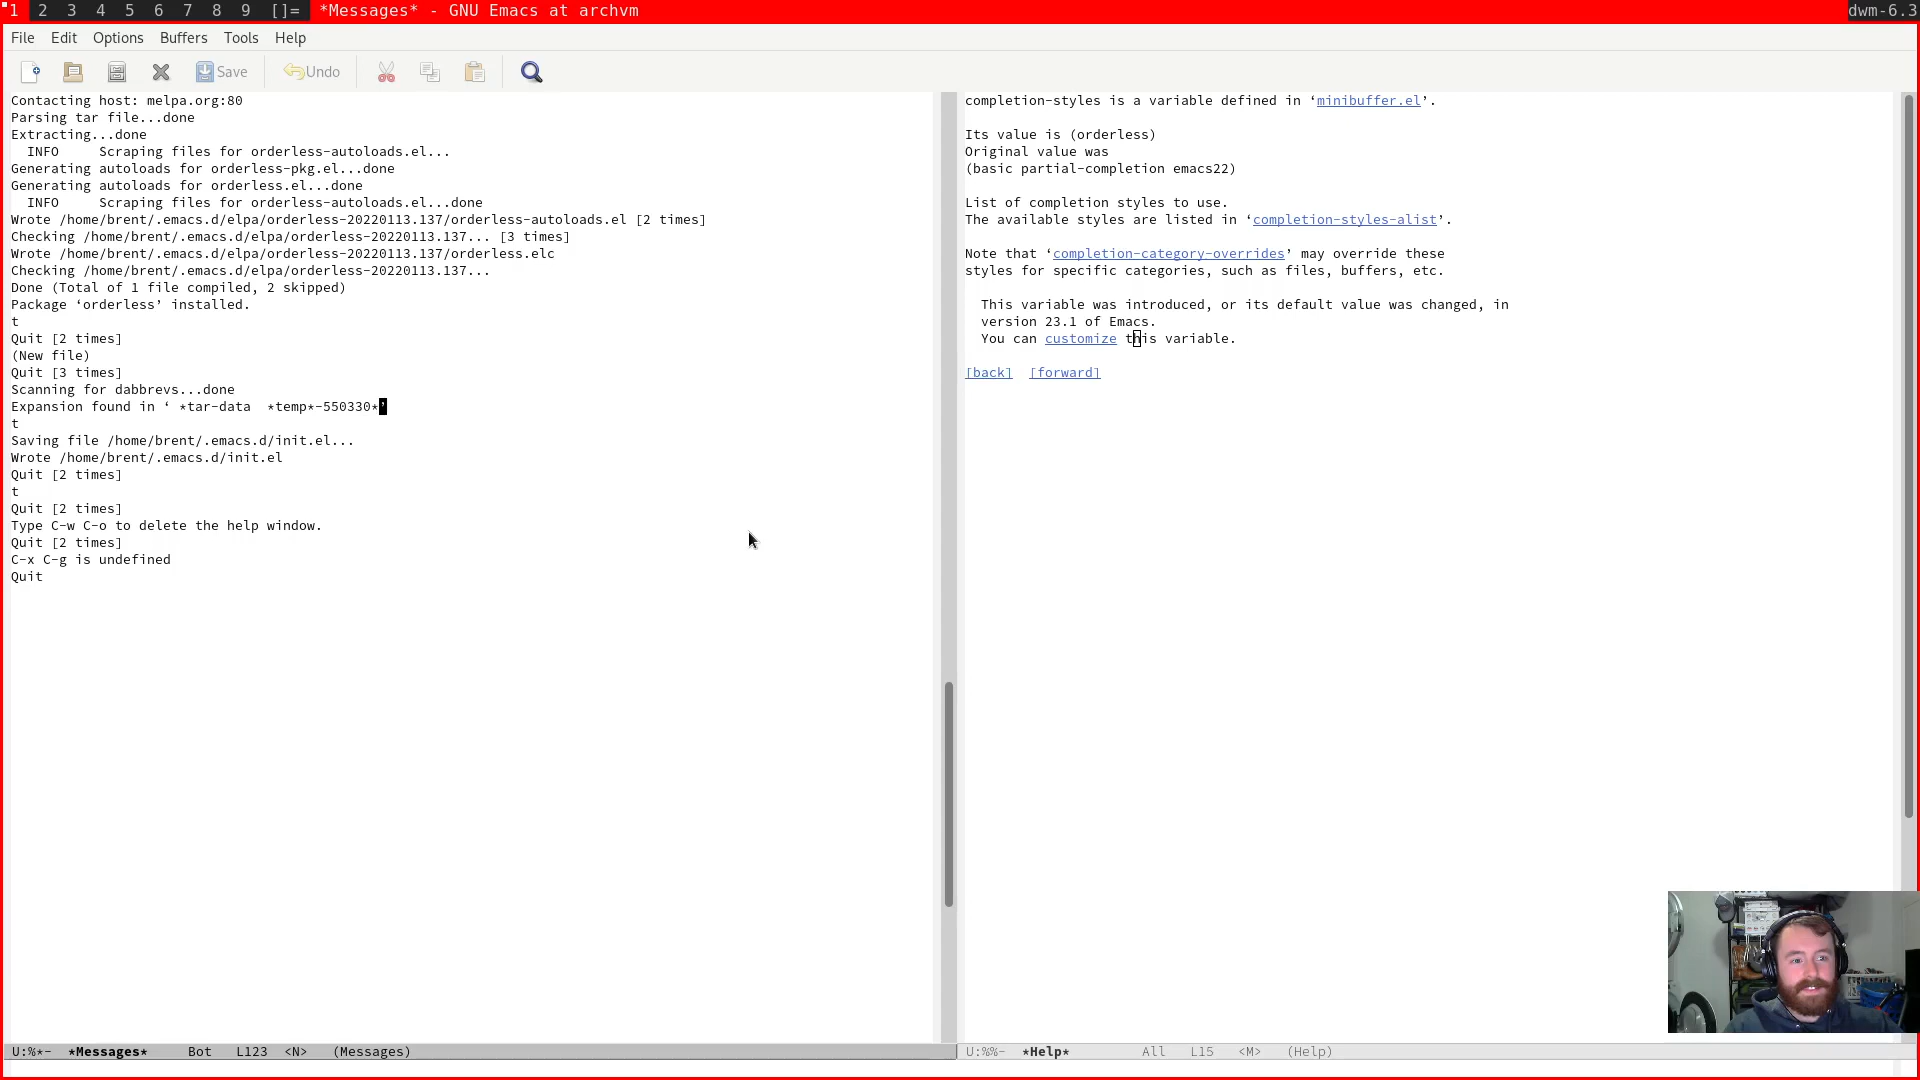 1 2 3 4 5 6 7 8 9 []= *Messages* - GNU Emacs at archvm dwm-6.3
File Edit Options Buffers Tools Help
Save Undo
Contacting host: melpa.org:80
Parsing tar file...done
Extracting...done
  INFO     Scraping files for orderless-autoloads.el...
Generating autoloads for orderless-pkg.el...done
Generating autoloads for orderless.el...done
  INFO     Scraping files for orderless-autoloads.el...done
Wrote /home/brent/.emacs.d/elpa/orderless-20220113.137/orderless-autoloads.el [2 times]
Checking /home/brent/.emacs.d/elpa/orderless-20220113.137... [3 times]
Wrote /home/brent/.emacs.d/elpa/orderless-20220113.137/orderless.elc
Checking /home/brent/.emacs.d/elpa/orderless-20220113.137...
Done (Total of 1 file compiled, 2 skipped)
Package ‘orderless’ installed.
t
Quit [2 times]
(New file)
Quit [3 times]
Scanning for dabbrevs...done
Expansion found in ‘ *tar-data  *temp*-550330*’
t
Saving file /home/brent/.emacs.d/init.el...
Wrote /home/brent/.emacs.d/init.el
Quit [2 times]
t
Quit [2 times]
Type C-w C-o to delete the help window.
Quit [2 times]
C-x C-g is undefined
Quit
U:%*-  *Messages*     Bot   L123  <N>   (Messages)
completion-styles is a variable defined in ‘minibuffer.el’.
Its value is (orderless)
Original value was
(basic partial-completion emacs22)
List of completion styles to use.
The available styles are listed in ‘completion-styles-alist’.
Note that ‘completion-category-overrides’ may override these
styles for specific categories, such as files, buffers, etc.
  This variable was introduced, or its default value was changed, in
  version 23.1 of Emacs.
  You can customize this variable.
[back]  [forward]
U:%%-  *Help*         All   L15   <M>   (Help)